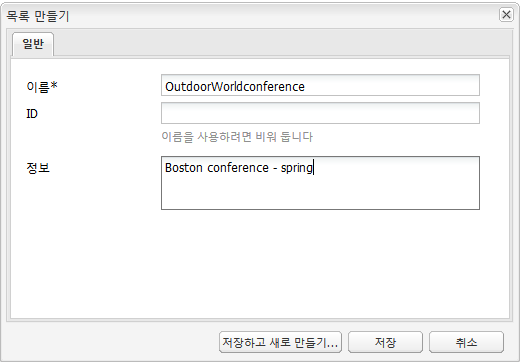 목록 만들기
일반
이름*
OutdoorWorldconference
ID
이름을 사용하려면 비워 둡니다
정보
Boston conference - spring
저장하고 새로 만들기...
저장
취소